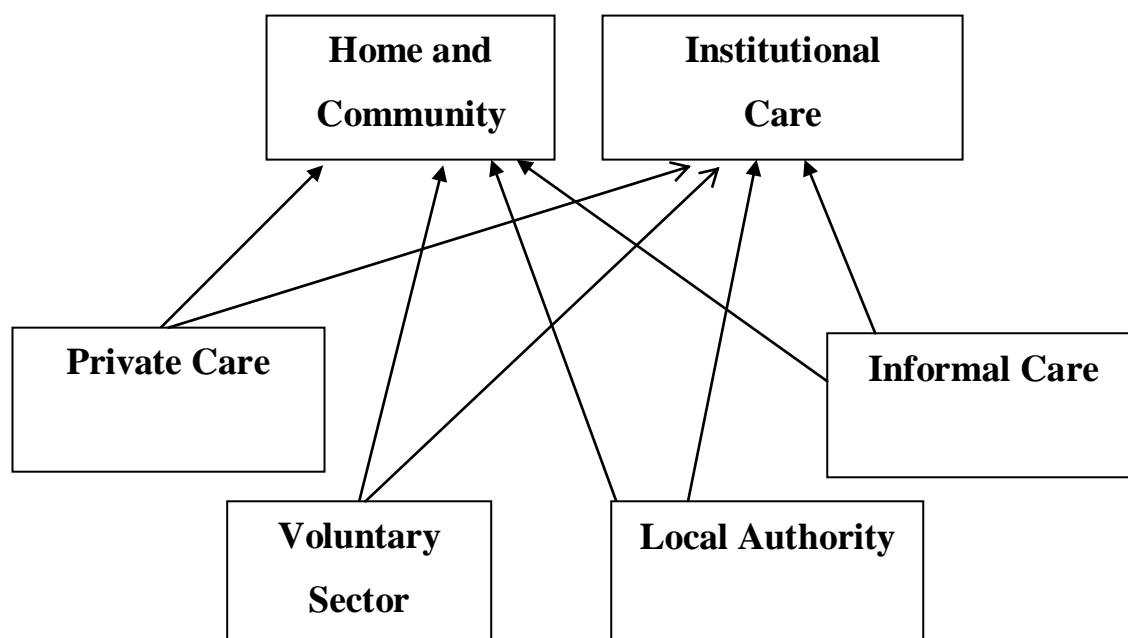 Home and
Community
Institutional
Care
Private Care
Informal Care
Voluntary
Sector
Local Authority